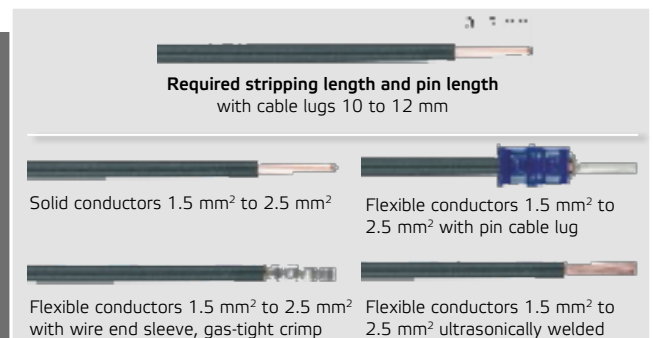 Required stripping length and pin length
with cable lugs 10 to 12 mm
Solid conductors 1.5 mm² to 2.5 mm²
Flexible conductors 1.5 mm² to
2.5 mm² with pin cable lug
Flexible conductors 1.5 mm² to 2.5 mm²
with wire end sleeve, gas-tight crimp
Flexible conductors 1.5 mm² to
2.5 mm² ultrasonically welded